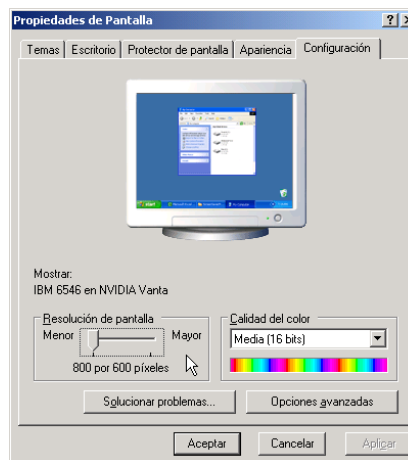 Propiedades de Pantalla
Temas Escritorio Protector de pantalla Apariencia Configuración
Mostrar:
IBM 6546 en NVIDIA Vanta
Resolución de pantalla
Menor Mayor
800 por 600 píxeles
Calidad del color
Media (16 bits)
Solucionar problemas... Opciones avanzadas
Aceptar Cancelar Aplicar